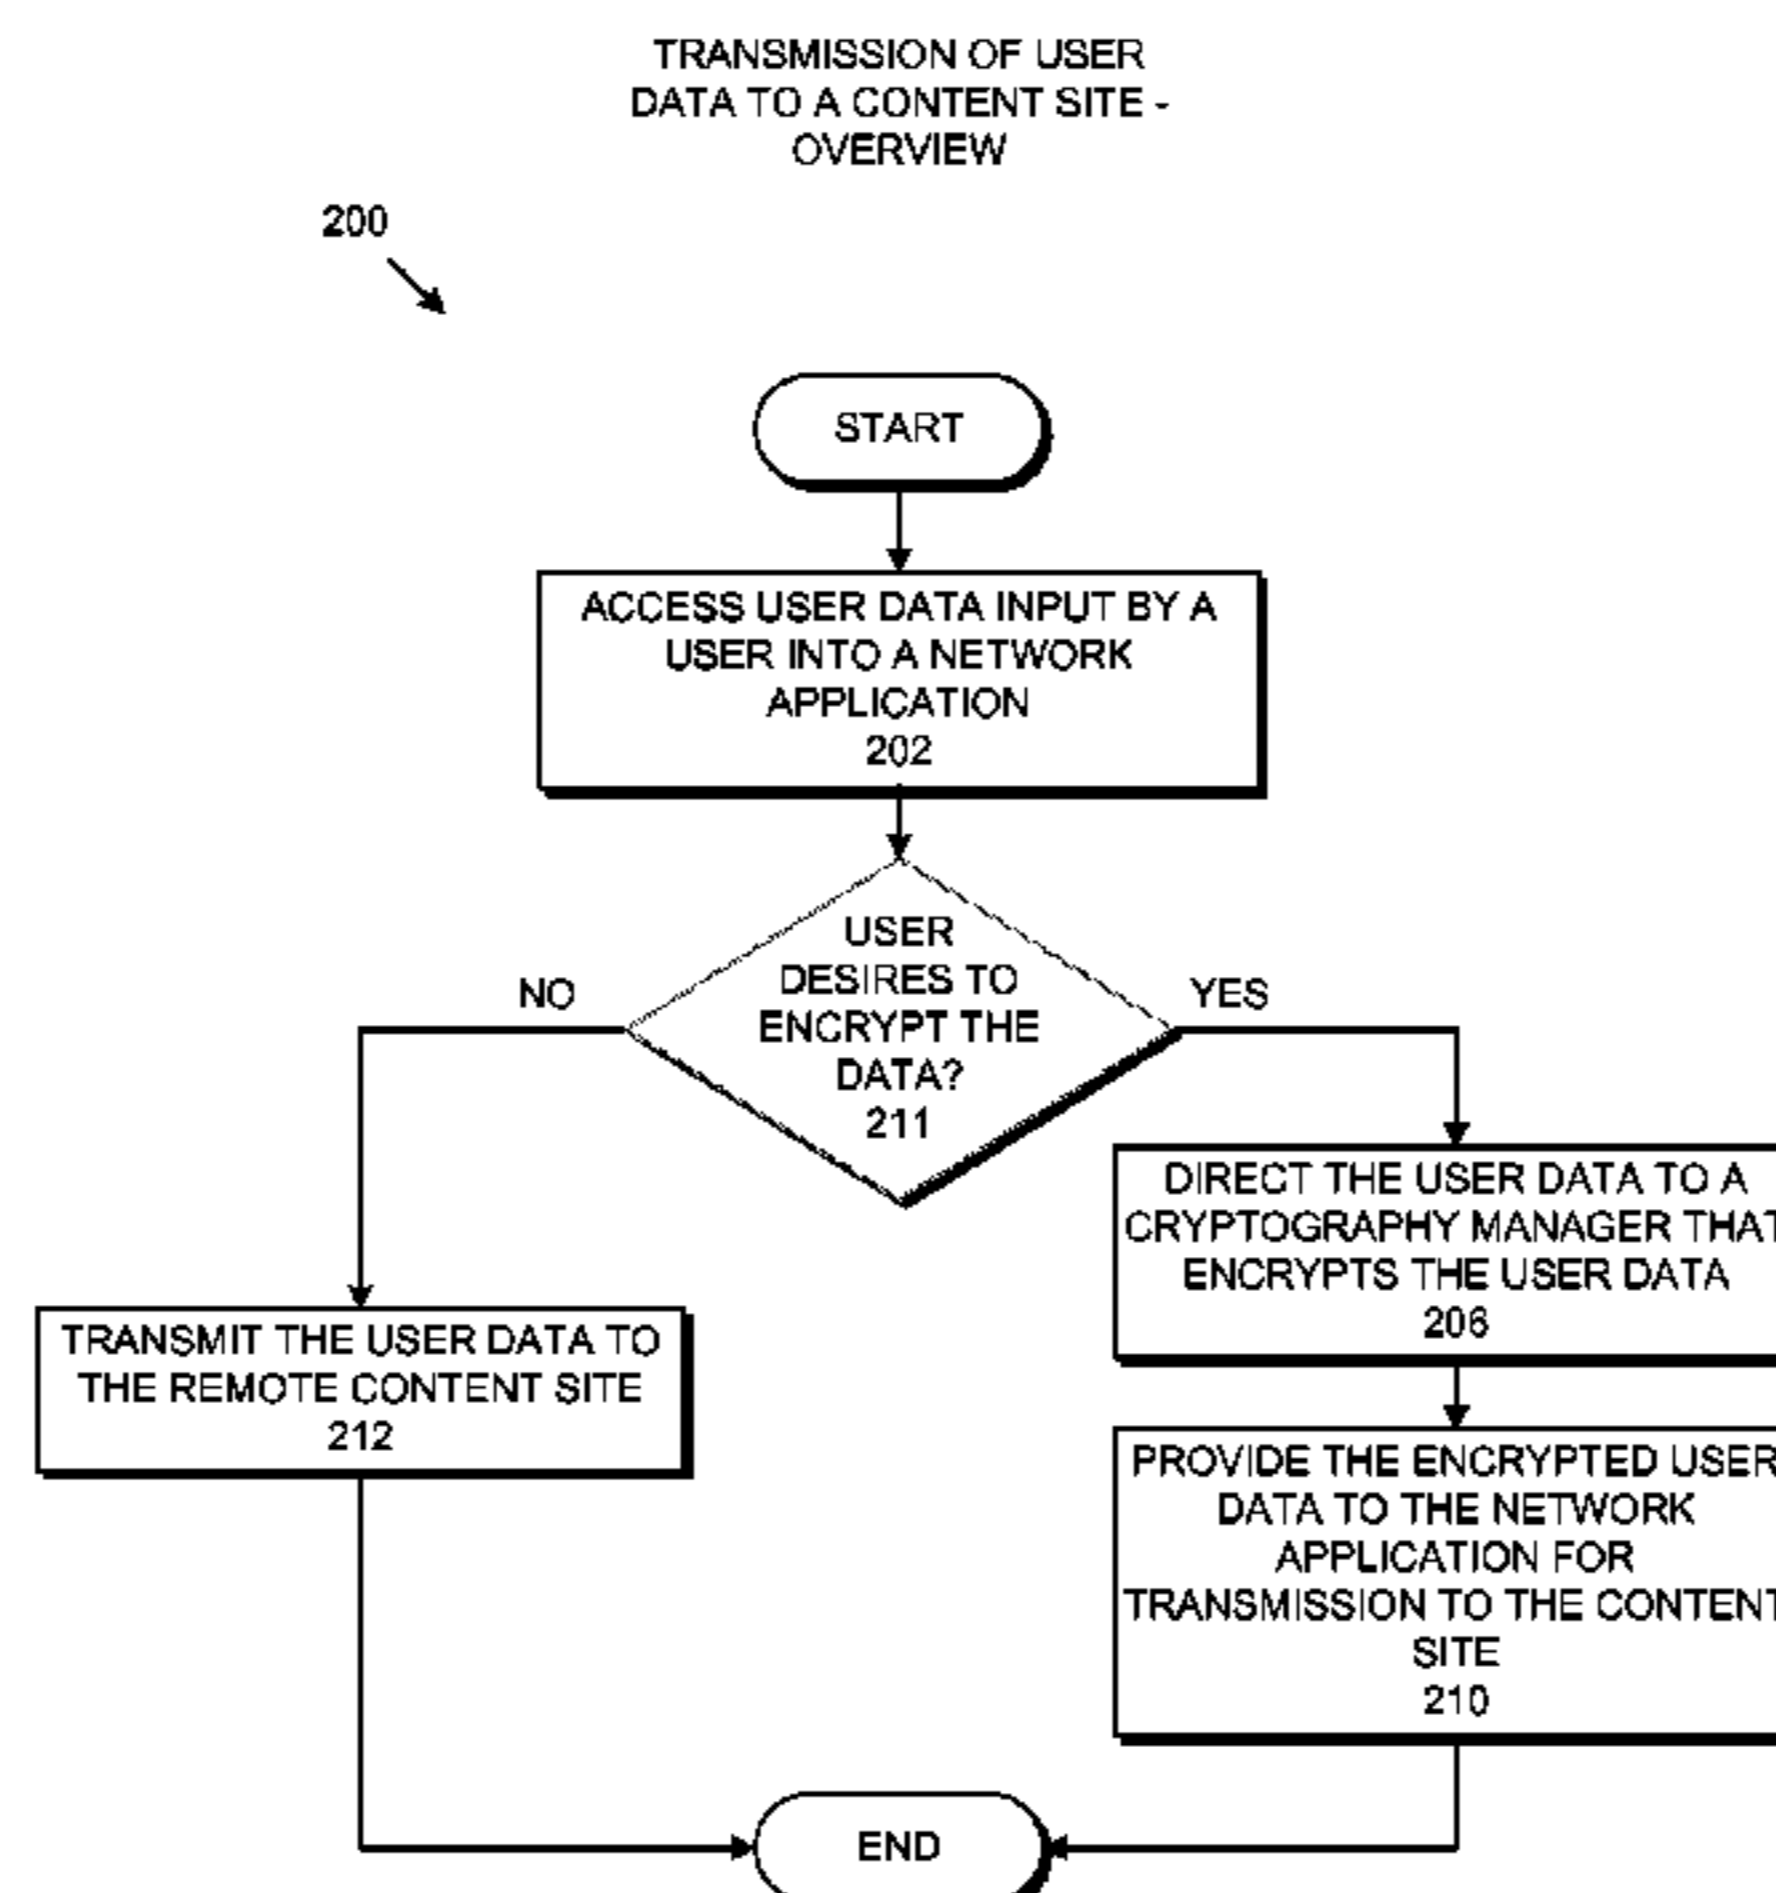 TRANSMISSION OF USER
DATA TO A CONTENT SITE -
OVERVIEW
200
START
ACCESS USER DATA INPUT BY A
USER INTO A NETWORK
APPLICATION
202
USER
DESIRES TO
ENCRYPT THE
DATA?
211
NO
YES
DIRECT THE USER DATA TO A
CRYPTOGRAPHY MANAGER THAT
ENCRYPTS THE USER DATA
206
TRANSMIT THE USER DATA TO
THE REMOTE CONTENT SITE
212
PROVIDE THE ENCRYPTED USER
DATA TO THE NETWORK
APPLICATION FOR
TRANSMISSION TO THE CONTENT
SITE
210
END